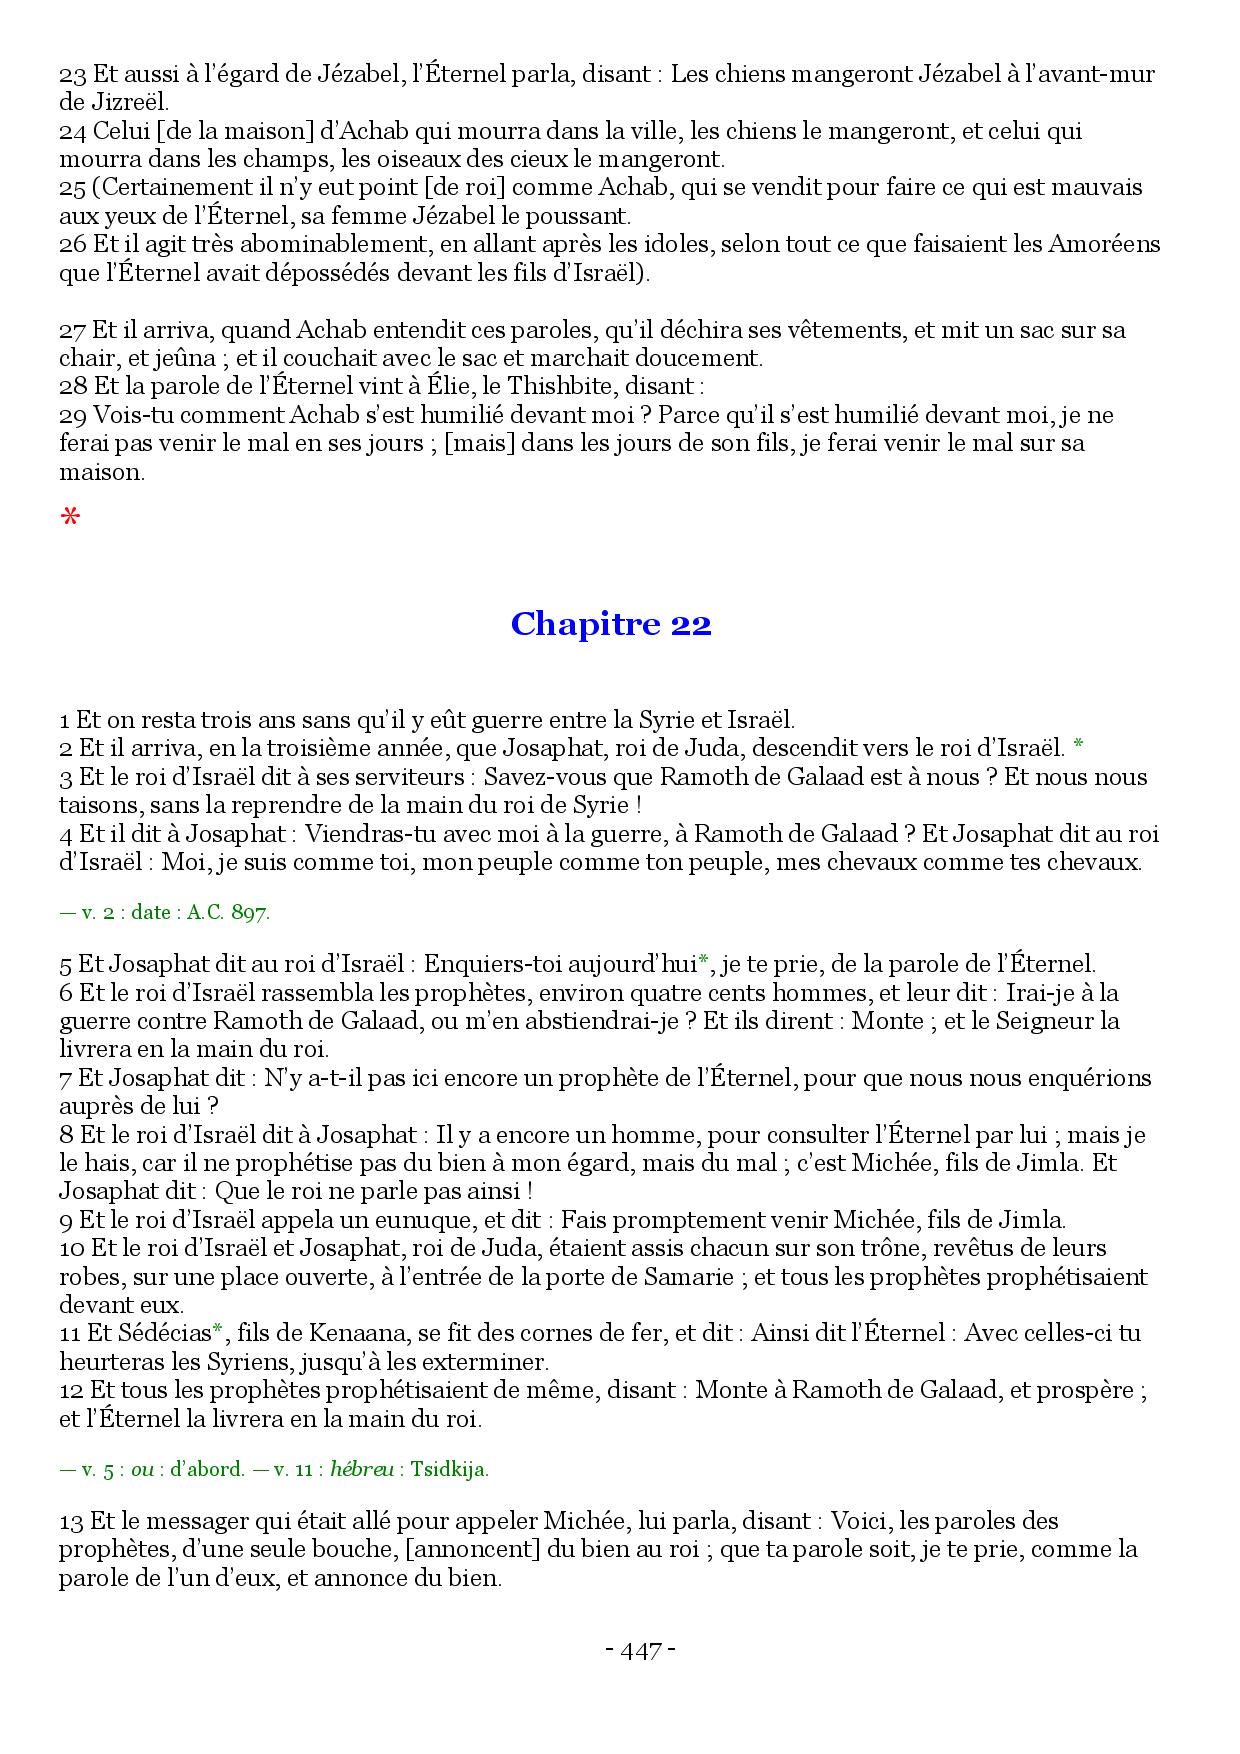 23 Et aussi à l’égard de Jézabel, l’Éternel parla, disant : Les chiens mangeront Jézabel à l’avant-mur
de Jizreël.
24 Celui [de la maison] d’Achab qui mourra dans la ville, les chiens le mangeront, et celui qui
mourra dans les champs, les oiseaux des cieux le mangeront.
25 (Certainement il n’y eut point [de roi] comme Achab, qui se vendit pour faire ce qui est mauvais
aux yeux de l’Éternel, sa femme Jézabel le poussant.
26 Et il agit très abominablement, en allant après les idoles, selon tout ce que faisaient les Amoréens
que l’Éternel avait dépossédés devant les fils d’Israël).
27 Et il arriva, quand Achab entendit ces paroles, qu’il déchira ses vêtements, et mit un sac sur sa
chair, et jeûna ; et il couchait avec le sac et marchait doucement.
28 Et la parole de l’Éternel vint à Élie, le Thishbite, disant :
29 Vois-tu comment Achab s’est humilié devant moi ? Parce qu’il s’est humilié devant moi, je ne
ferai pas venir le mal en ses jours ; [mais] dans les jours de son fils, je ferai venir le mal sur sa
maison.
*
Chapitre 22
1 Et on resta trois ans sans qu’il y eût guerre entre la Syrie et Israël.
2 Et il arriva, en la troisième année, que Josaphat, roi de Juda, descendit vers le roi d’Israël. *
3 Et le roi d’Israël dit à ses serviteurs : Savez-vous que Ramoth de Galaad est à nous ? Et nous nous
taisons, sans la reprendre de la main du roi de Syrie !
4 Et il dit à Josaphat : Viendras-tu avec moi à la guerre, à Ramoth de Galaad ? Et Josaphat dit au roi
d’Israël : Moi, je suis comme toi, mon peuple comme ton peuple, mes chevaux comme tes chevaux.
— v. 2 : date : A.C. 897.
5 Et Josaphat dit au roi d’Israël : Enquiers-toi aujourd’hui*, je te prie, de la parole de l’Éternel.
6 Et le roi d’Israël rassembla les prophètes, environ quatre cents hommes, et leur dit : Irai-je à la
guerre contre Ramoth de Galaad, ou m’en abstiendrai-je ? Et ils dirent : Monte ; et le Seigneur la
livrera en la main du roi.
7 Et Josaphat dit : N’y a-t-il pas ici encore un prophète de l’Éternel, pour que nous nous enquérions
auprès de lui ?
8 Et le roi d’Israël dit à Josaphat : Il y a encore un homme, pour consulter l’Éternel par lui ; mais je
le hais, car il ne prophétise pas du bien à mon égard, mais du mal ; c’est Michée, fils de Jimla. Et
Josaphat dit : Que le roi ne parle pas ainsi !
9 Et le roi d’Israël appela un eunuque, et dit : Fais promptement venir Michée, fils de Jimla.
10 Et le roi d’Israël et Josaphat, roi de Juda, étaient assis chacun sur son trône, revêtus de leurs
robes, sur une place ouverte, à l’entrée de la porte de Samarie ; et tous les prophètes prophétisaient
devant eux.
11 Et Sédécias*, fils de Kenaana, se fit des cornes de fer, et dit : Ainsi dit l’Éternel : Avec celles-ci tu
heurteras les Syriens, jusqu’à les exterminer.
12 Et tous les prophètes prophétisaient de même, disant : Monte à Ramoth de Galaad, et prospère ;
et l’Éternel la livrera en la main du roi.
— v. 5 : ou : d’abord. — v. 11 : hébreu : Tsidkija.
13 Et le messager qui était allé pour appeler Michée, lui parla, disant : Voici, les paroles des
prophètes, d’une seule bouche, [annoncent] du bien au roi ; que ta parole soit, je te prie, comme la
parole de l’un d’eux, et annonce du bien.
- 447 -